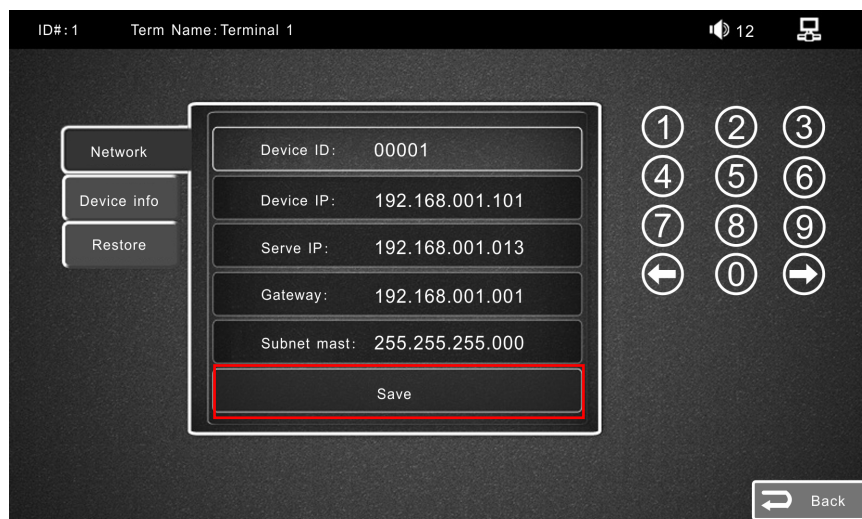 ID#:1 Term Name:Terminal 1 12
Network
Device info
Restore
Device ID: 00001
Device IP: 192.168.001.101
Serve IP: 192.168.001.013
Gateway: 192.168.001.001
Subnet mast: 255.255.255.000
Save
1 2 3
4 5 6
7 8 9
0
Back